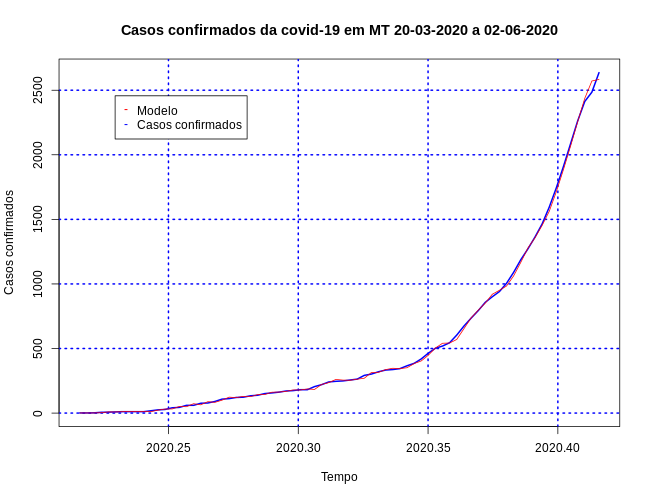 Casos confirmados da covid-19 em MT 20-03-2020 a 02-06-2020
Casos confirmados
2500
2000
1500
1000
500
0
- Modelo
- Casos confirmados
2020.25 2020.30 2020.35 2020.40
Tempo